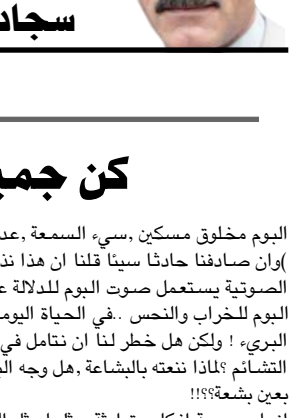 سجاد
كن جمي
البوم مخلوق مسكين ,سيء السمعة ,عد
)وان صادفنا حادثا سيئا قلنا ان هذا نذ
الصوتية يستعمل صوت البوم للدلالة ع
البوم للخراب والنحس ..في الحياة اليوم
البريء ! ولكن هل خطر لنا ان نتامل في
التشائم ؟لماذا ننعته بالبشاعة ,هل وجه ال
بعين بشعة؟؟!!